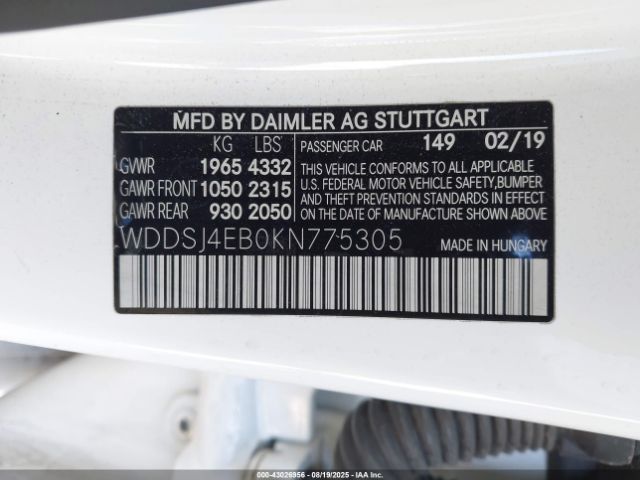 MFD BY DAIMLER AG STUTTGART
KG LBS PASSENGER CAR 149 02/19
GVWR 1965 4332
GAWR FRONT 1050 2315
GAWR REAR 930 2050
THIS VEHICLE CONFORMS TO ALL APPLICABLE
U.S. FEDERAL MOTOR VEHICLE SAFETY, BUMPER
AND THEFT PREVENTION STANDARDS IN EFFECT
ON THE DATE OF MANUFACTURE SHOWN ABOVE
WDDSJ4EB0KN775305 MADE IN HUNGARY
000-43026956 - 08/19/2025 - IAAI.COM